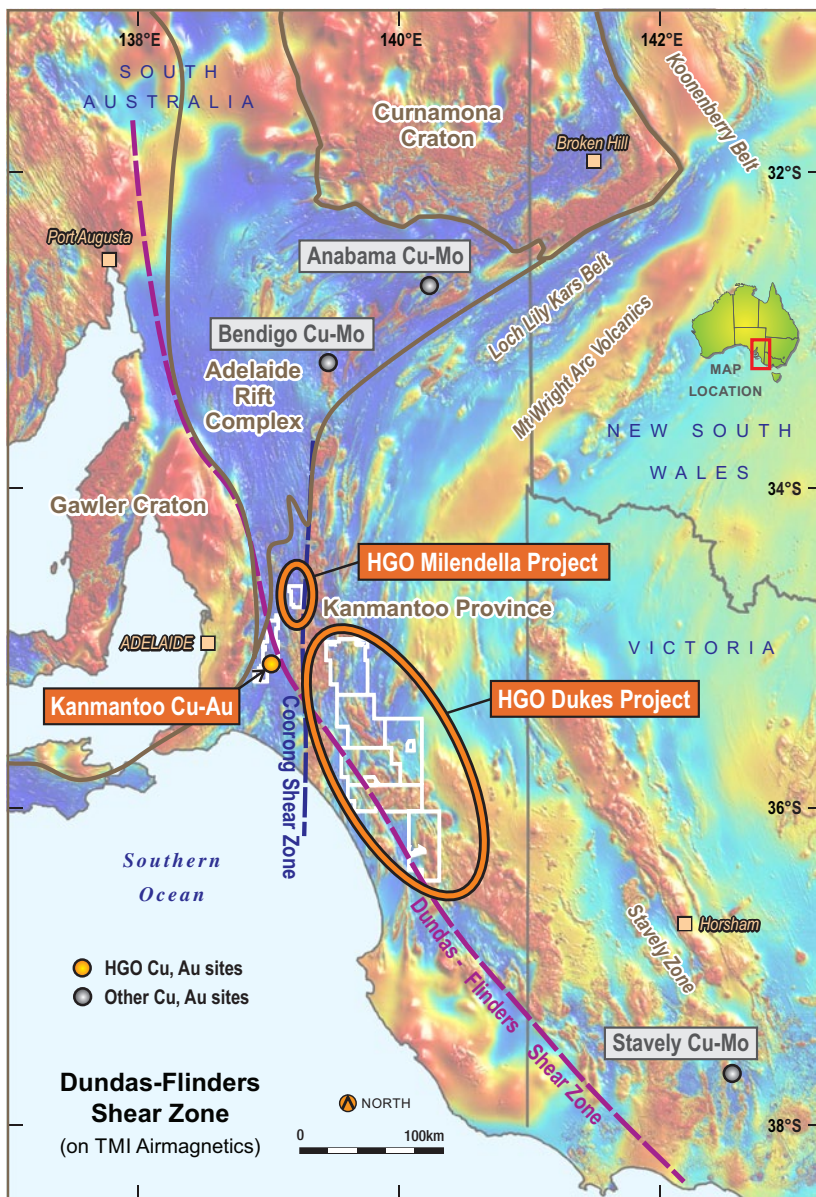 138°E
140°E
142°E
SOUTH
AUSTRALIA
Koonenberry Belt
Curnamona
Craton
Broken Hill
32°S
Port Augusta
Anabama Cu-Mo
Loch Lily Kars Belt
Bendigo Cu-Mo
Mt Wright Arc Volcanics
Adelaide
Rift
Complex
MAP
LOCATION
NEW SOUTH
WALES
34°S
Gawler Craton
HGO Milendella Project
Kanmantoo Province
ADELAIDE
VICTORIA
Kanmantoo Cu-Au
HGO Dukes Project
Coorong Shear Zone
36°S
Southern
Ocean
Dundas - Flinders Shear Zone
Stavely Zone
Horsham
HGO Cu, Au sites
Other Cu, Au sites
Stavely Cu-Mo
Dundas-Flinders
Shear Zone
(on TMI Airmagnetics)
NORTH
0 100km
38°S